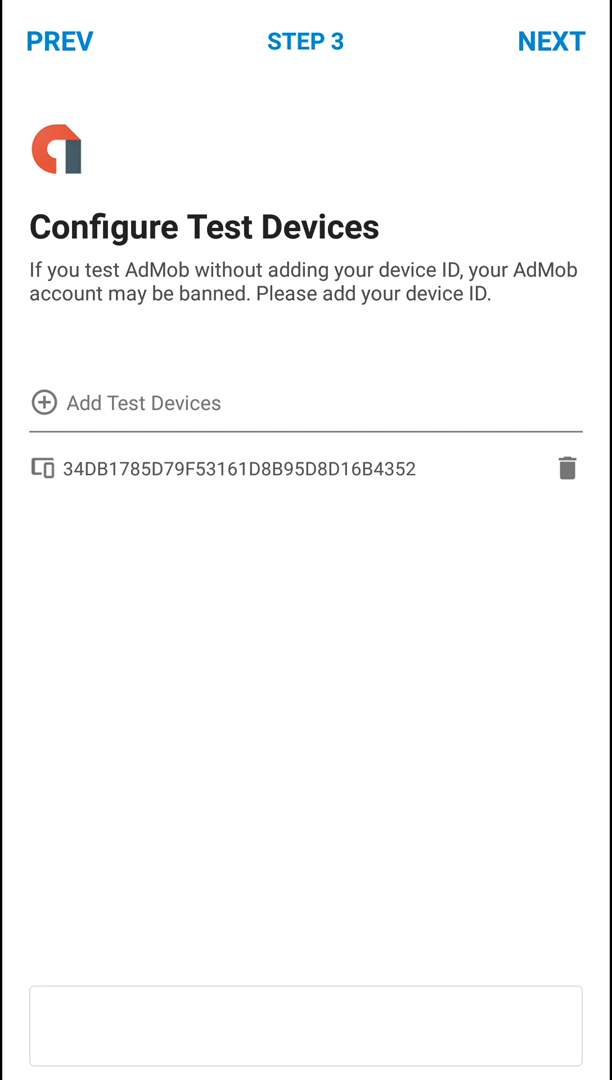 PREV
STEP 3
NEXT
Configure Test Devices
If you test AdMob without adding your device ID, your AdMob
account may be banned. Please add your device ID.
Add Test Devices
34DB1785D79F53161D8B95D8D16B4352